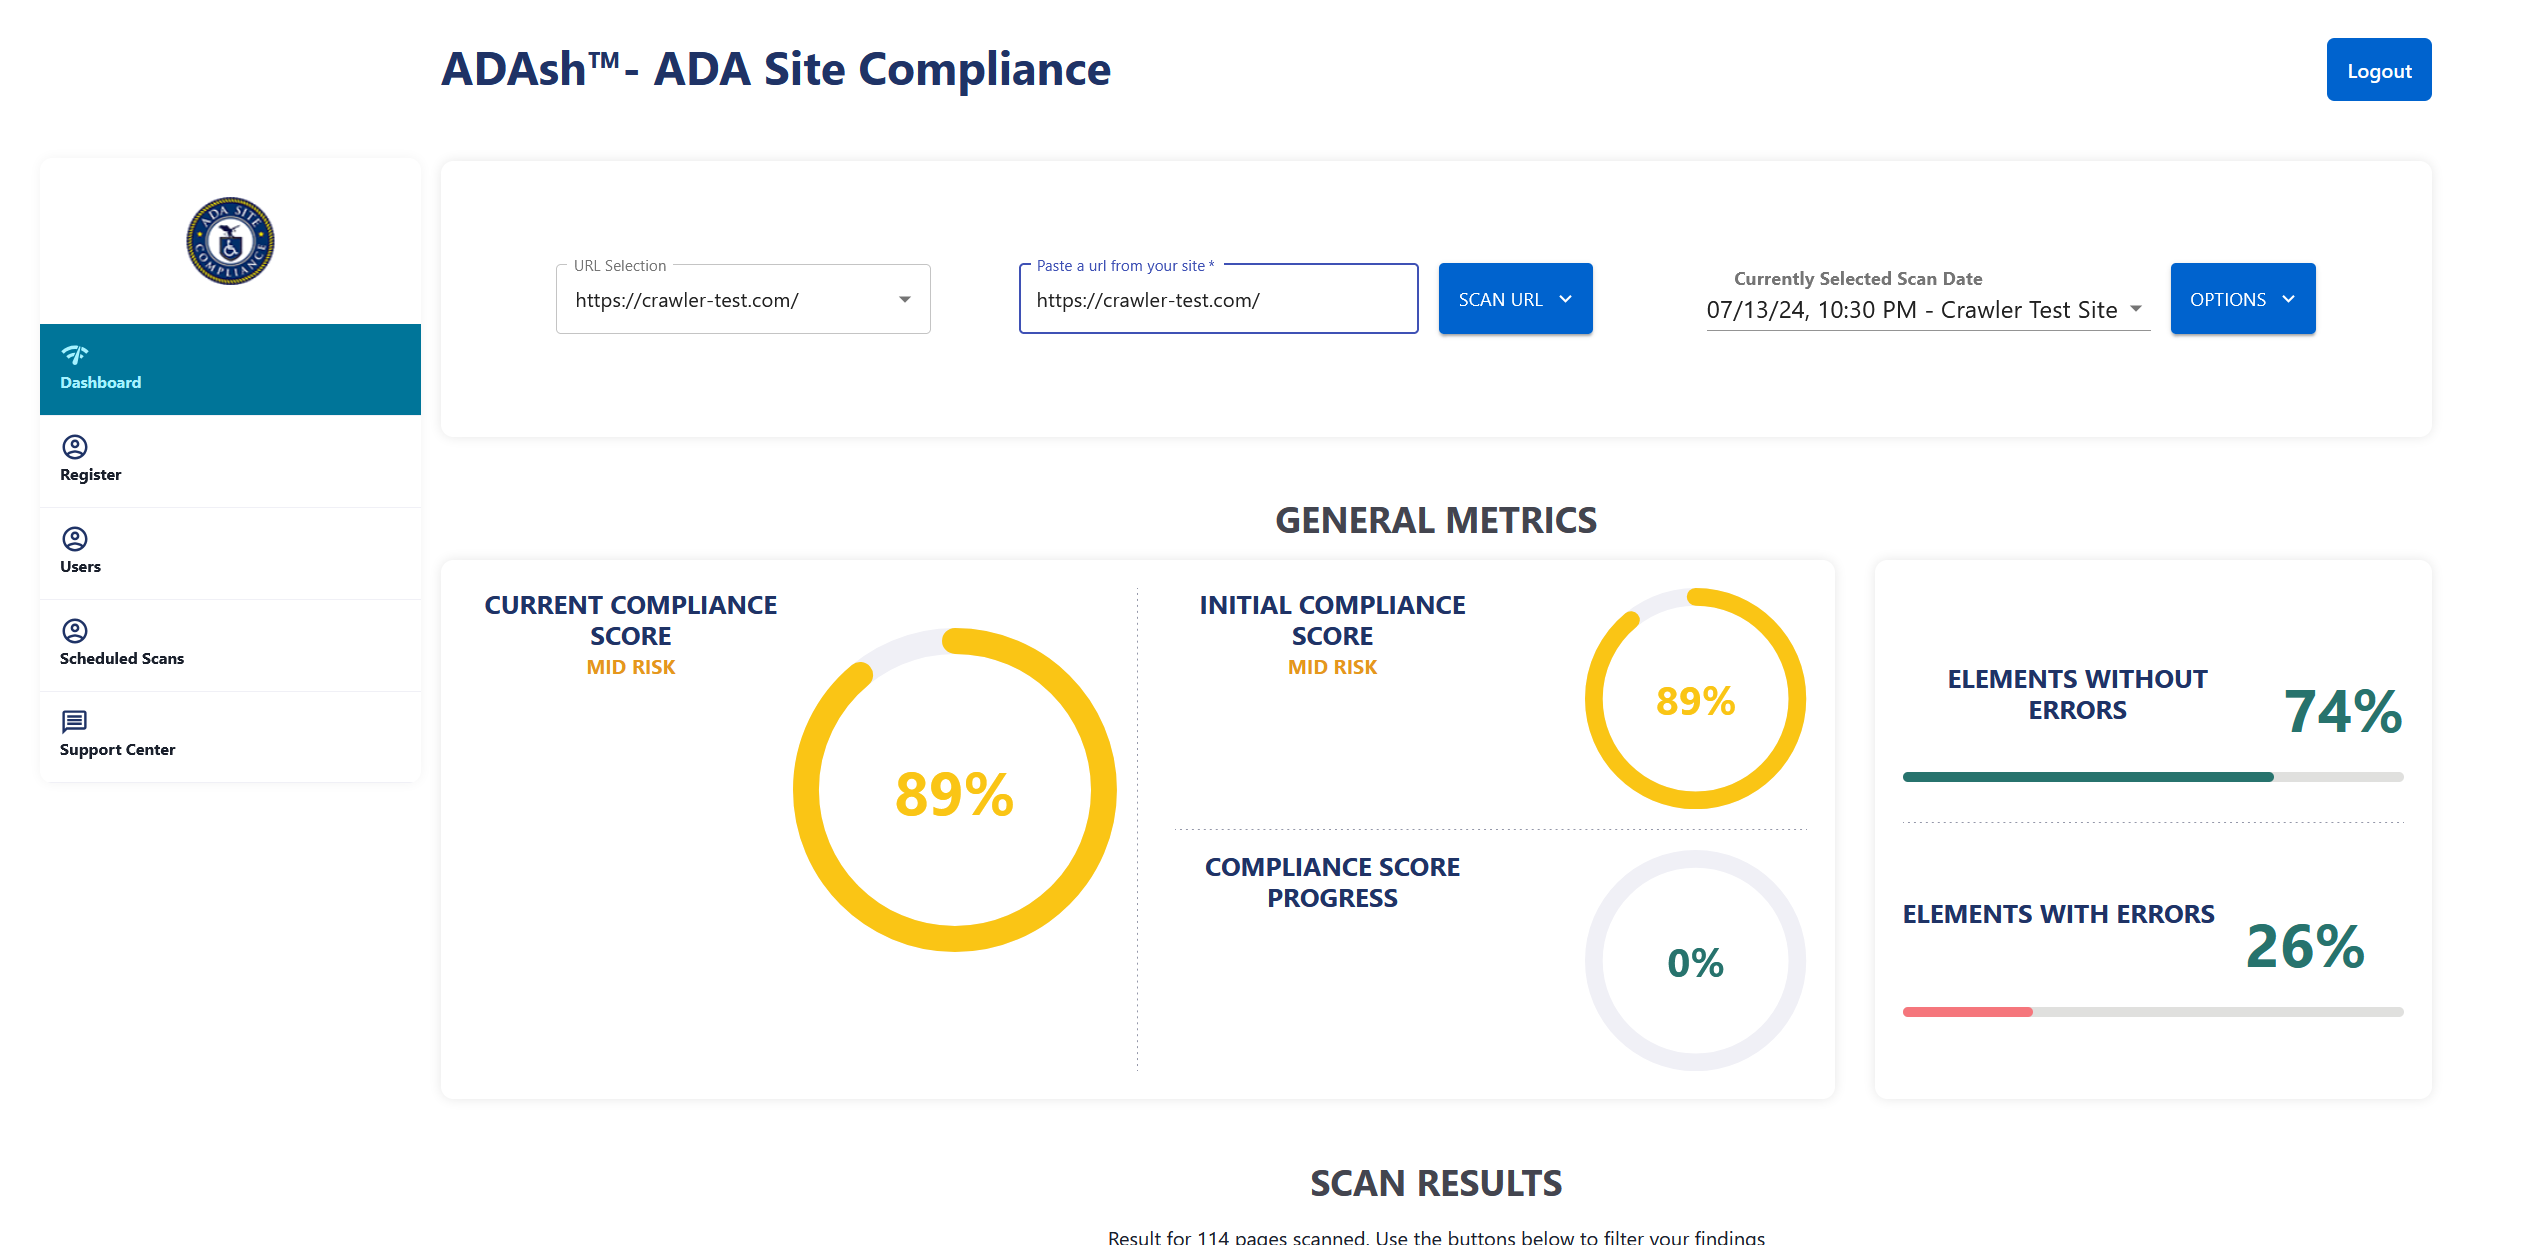 ADAsh™- ADA Site Compliance
Logout
ADA SITE COMPLIANCE
Dashboard
Register
Users
Scheduled Scans
Support Center
URL Selection
https://crawler-test.com/
Paste a url from your site *
https://crawler-test.com/
SCAN URL
Currently Selected Scan Date
07/13/24, 10:30 PM - Crawler Test Site
OPTIONS
GENERAL METRICS
CURRENT COMPLIANCE
SCORE
MID RISK
89%
INITIAL COMPLIANCE
SCORE
MID RISK
89%
COMPLIANCE SCORE
PROGRESS
0%
ELEMENTS WITHOUT
ERRORS
74%
ELEMENTS WITH ERRORS
26%
SCAN RESULTS
Result for 114 pages scanned. Use the buttons below to filter your findings